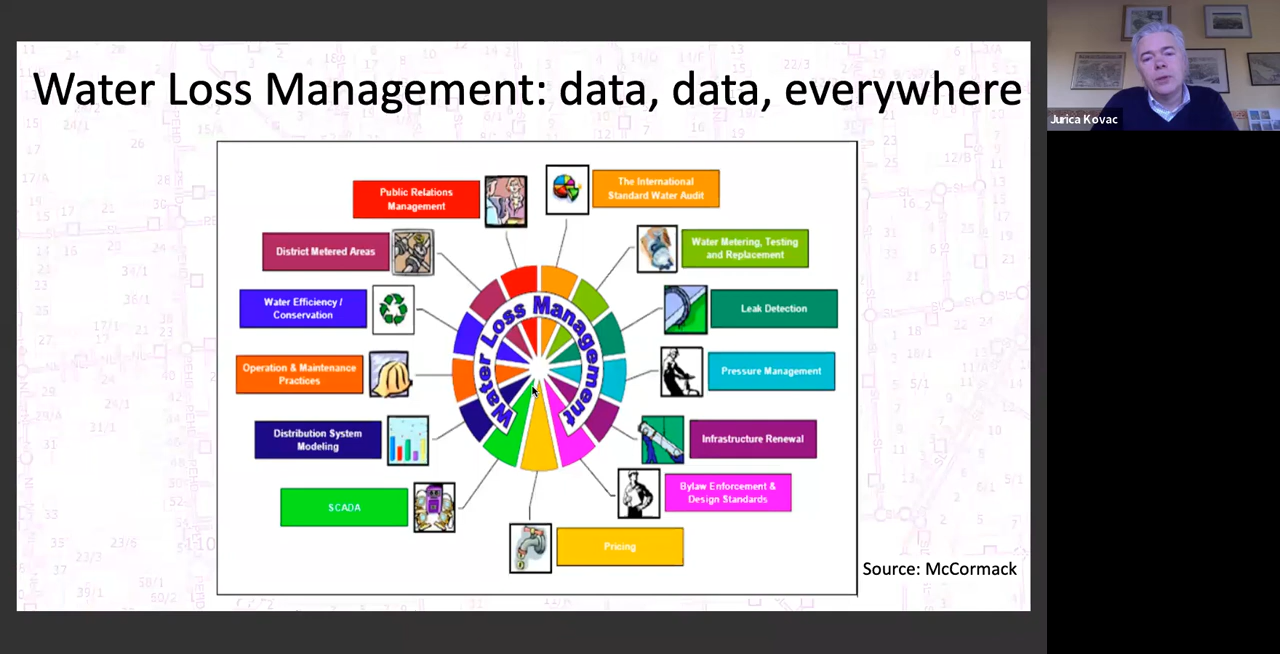 Water Loss Management: data, data, everywhere
Jurica Kovac
Public Relations
Management
The International
Standard Water Audit
District Metered Areas
Water Metering, Testing
and Replacement
Water Efficiency /
Conservation
Leak Detection
Operation & Maintenance
Practices
Pressure Management
Water Loss Management
Distribution System
Modeling
Infrastructure Renewal
SCADA
Bylaw Enforcement &
Design Standards
Pricing
Source: McCormack